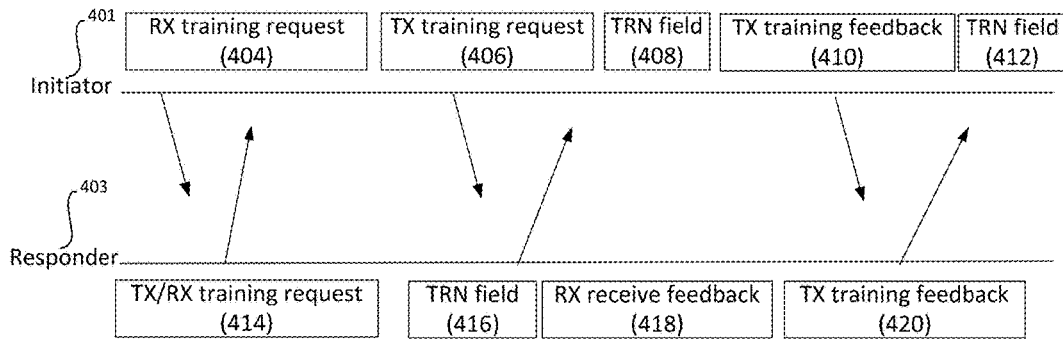 401
RX training request
(404)
TX training request
(406)
TRN field
(408)
TX training feedback
(410)
TRN field
(412)
Initiator
403
Responder
TX/RX training request
(414)
TRN field
(416)
RX receive feedback
(418)
TX training feedback
(420)